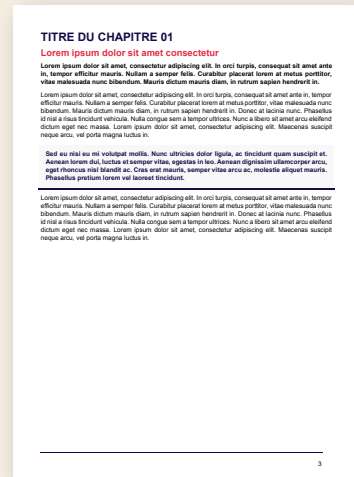 TITRE DU CHAPITRE 01
Lorem ipsum dolor sit amet consectetur
Lorem ipsum dolor sit amet, consectetur adipiscing elit. In orci turpis, consequat sit amet ante
in, tempor efficitur mauris. Nullam a semper felis. Curabitur placerat lorem at metus porttitor,
vitae malesuada nunc bibendum. Mauris dictum mauris diam, in rutrum sapien hendrerit.
Lorem ipsum dolor sit amet, consectetur adipiscing elit. In orci turpis, consequat sit amet ante in, tempor
efficitur mauris. Nullam a semper felis. Curabitur placerat lorem at metus porttitor, vitae malesuada nunc
bibendum. Mauris dictum mauris diam, in rutrum sapien hendrerit in. Donec at lacinia nunc. Phasellus
id nisl a risus tincidunt vehicula. Nulla congue sem a tempor ultrices. Nunc a libero sit amet arcu eleifend
dictum eget nec massa. Lorem ipsum dolor sit amet, consectetur adipiscing elit. Maecenas suscipit
neque arcu, vel porta magna luctus in.
Sed eu nisi eu mi volutpat mollis. Nunc ultricies dolor ligula, ac tincidunt quam suscipit et.
Aenean lorem dui, luctus et semper vitae, egestas in leo. Aenean dignissim ullamcorper arcu,
eget rhoncus nisl blandit ac. Cras erat mauris, semper vitae arcu ac, molestie aliquet mauris.
Phasellus pretium lorem vel laoreet tincidunt.
Lorem ipsum dolor sit amet, consectetur adipiscing elit. In orci turpis, consequat sit amet ante in, tempor
efficitur mauris. Nullam a semper felis. Curabitur placerat lorem at metus porttitor, vitae malesuada nunc
bibendum. Mauris dictum mauris diam, in rutrum sapien hendrerit in. Donec at lacinia nunc. Phasellus
id nisl a risus tincidunt vehicula. Nulla congue sem a tempor ultrices. Nunc a libero sit amet arcu eleifend
dictum eget nec massa. Lorem ipsum dolor sit amet, consectetur adipiscing elit. Maecenas suscipit
neque arcu, vel porta magna luctus in.
3